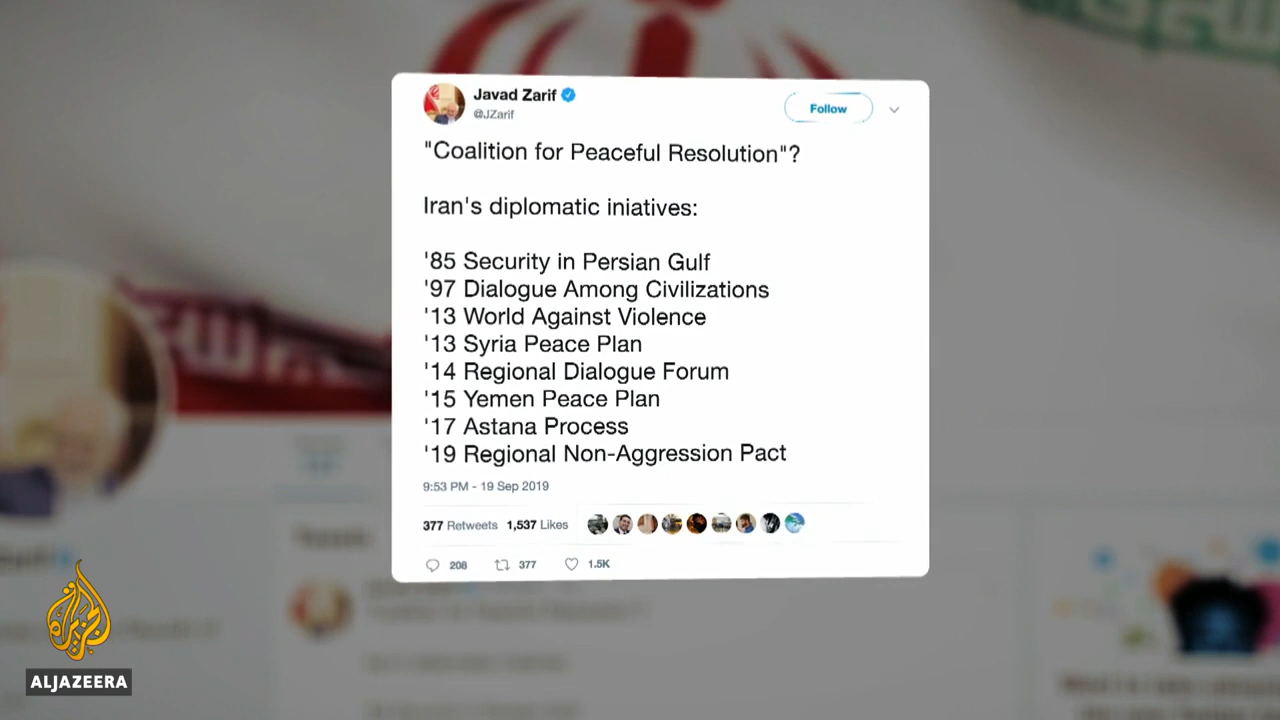 Javad Zarif
@JZarif
Follow
"Coalition for Peaceful Resolution"?
Iran's diplomatic iniatives:
'85 Security in Persian Gulf
'97 Dialogue Among Civilizations
'13 World Against Violence
'13 Syria Peace Plan
'14 Regional Dialogue Forum
'15 Yemen Peace Plan
'17 Astana Process
'19 Regional Non-Aggression Pact
9:53 PM - 19 Sep 2019
377 Retweets 1,537 Likes
208 377 1.5K
الجزيرة
ALJAZEERA